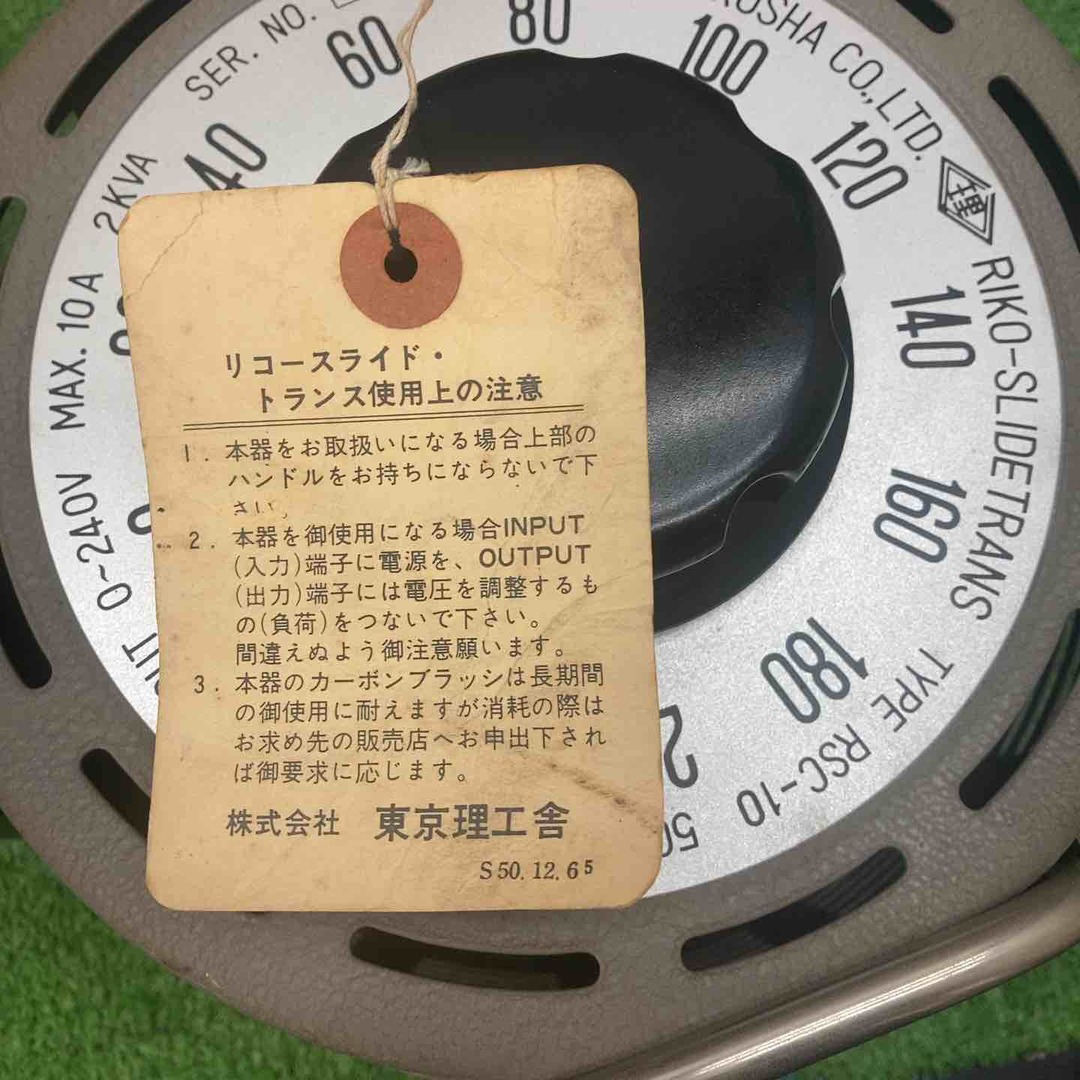 リコースライド・
トランス使用上の注意
1. 本器をお取扱いになる場合上部の
ハンドルをお持ちにならないで下
さい。
2. 本器を御使用になる場合INPUT
(入力)端子に電源を、OUTPUT
(出力)端子には電圧を調整するも
の(負荷)をつないで下さい。
間違えぬよう御注意願います。
3. 本器のカーボンブラッシは長期間
の御使用に耐えますが消耗の際は
お求め先の販売店へお申出下され
ば御要求に応じます。
株式会社 東京理工舎
S 50. 12. 6 5
0~240V MAX. 10A 2KVA SER. NO.
CO., LTD. 理 RIKO-SLIDETRANS
TYPE RSC-10
40
60
80
100
120
140
160
180